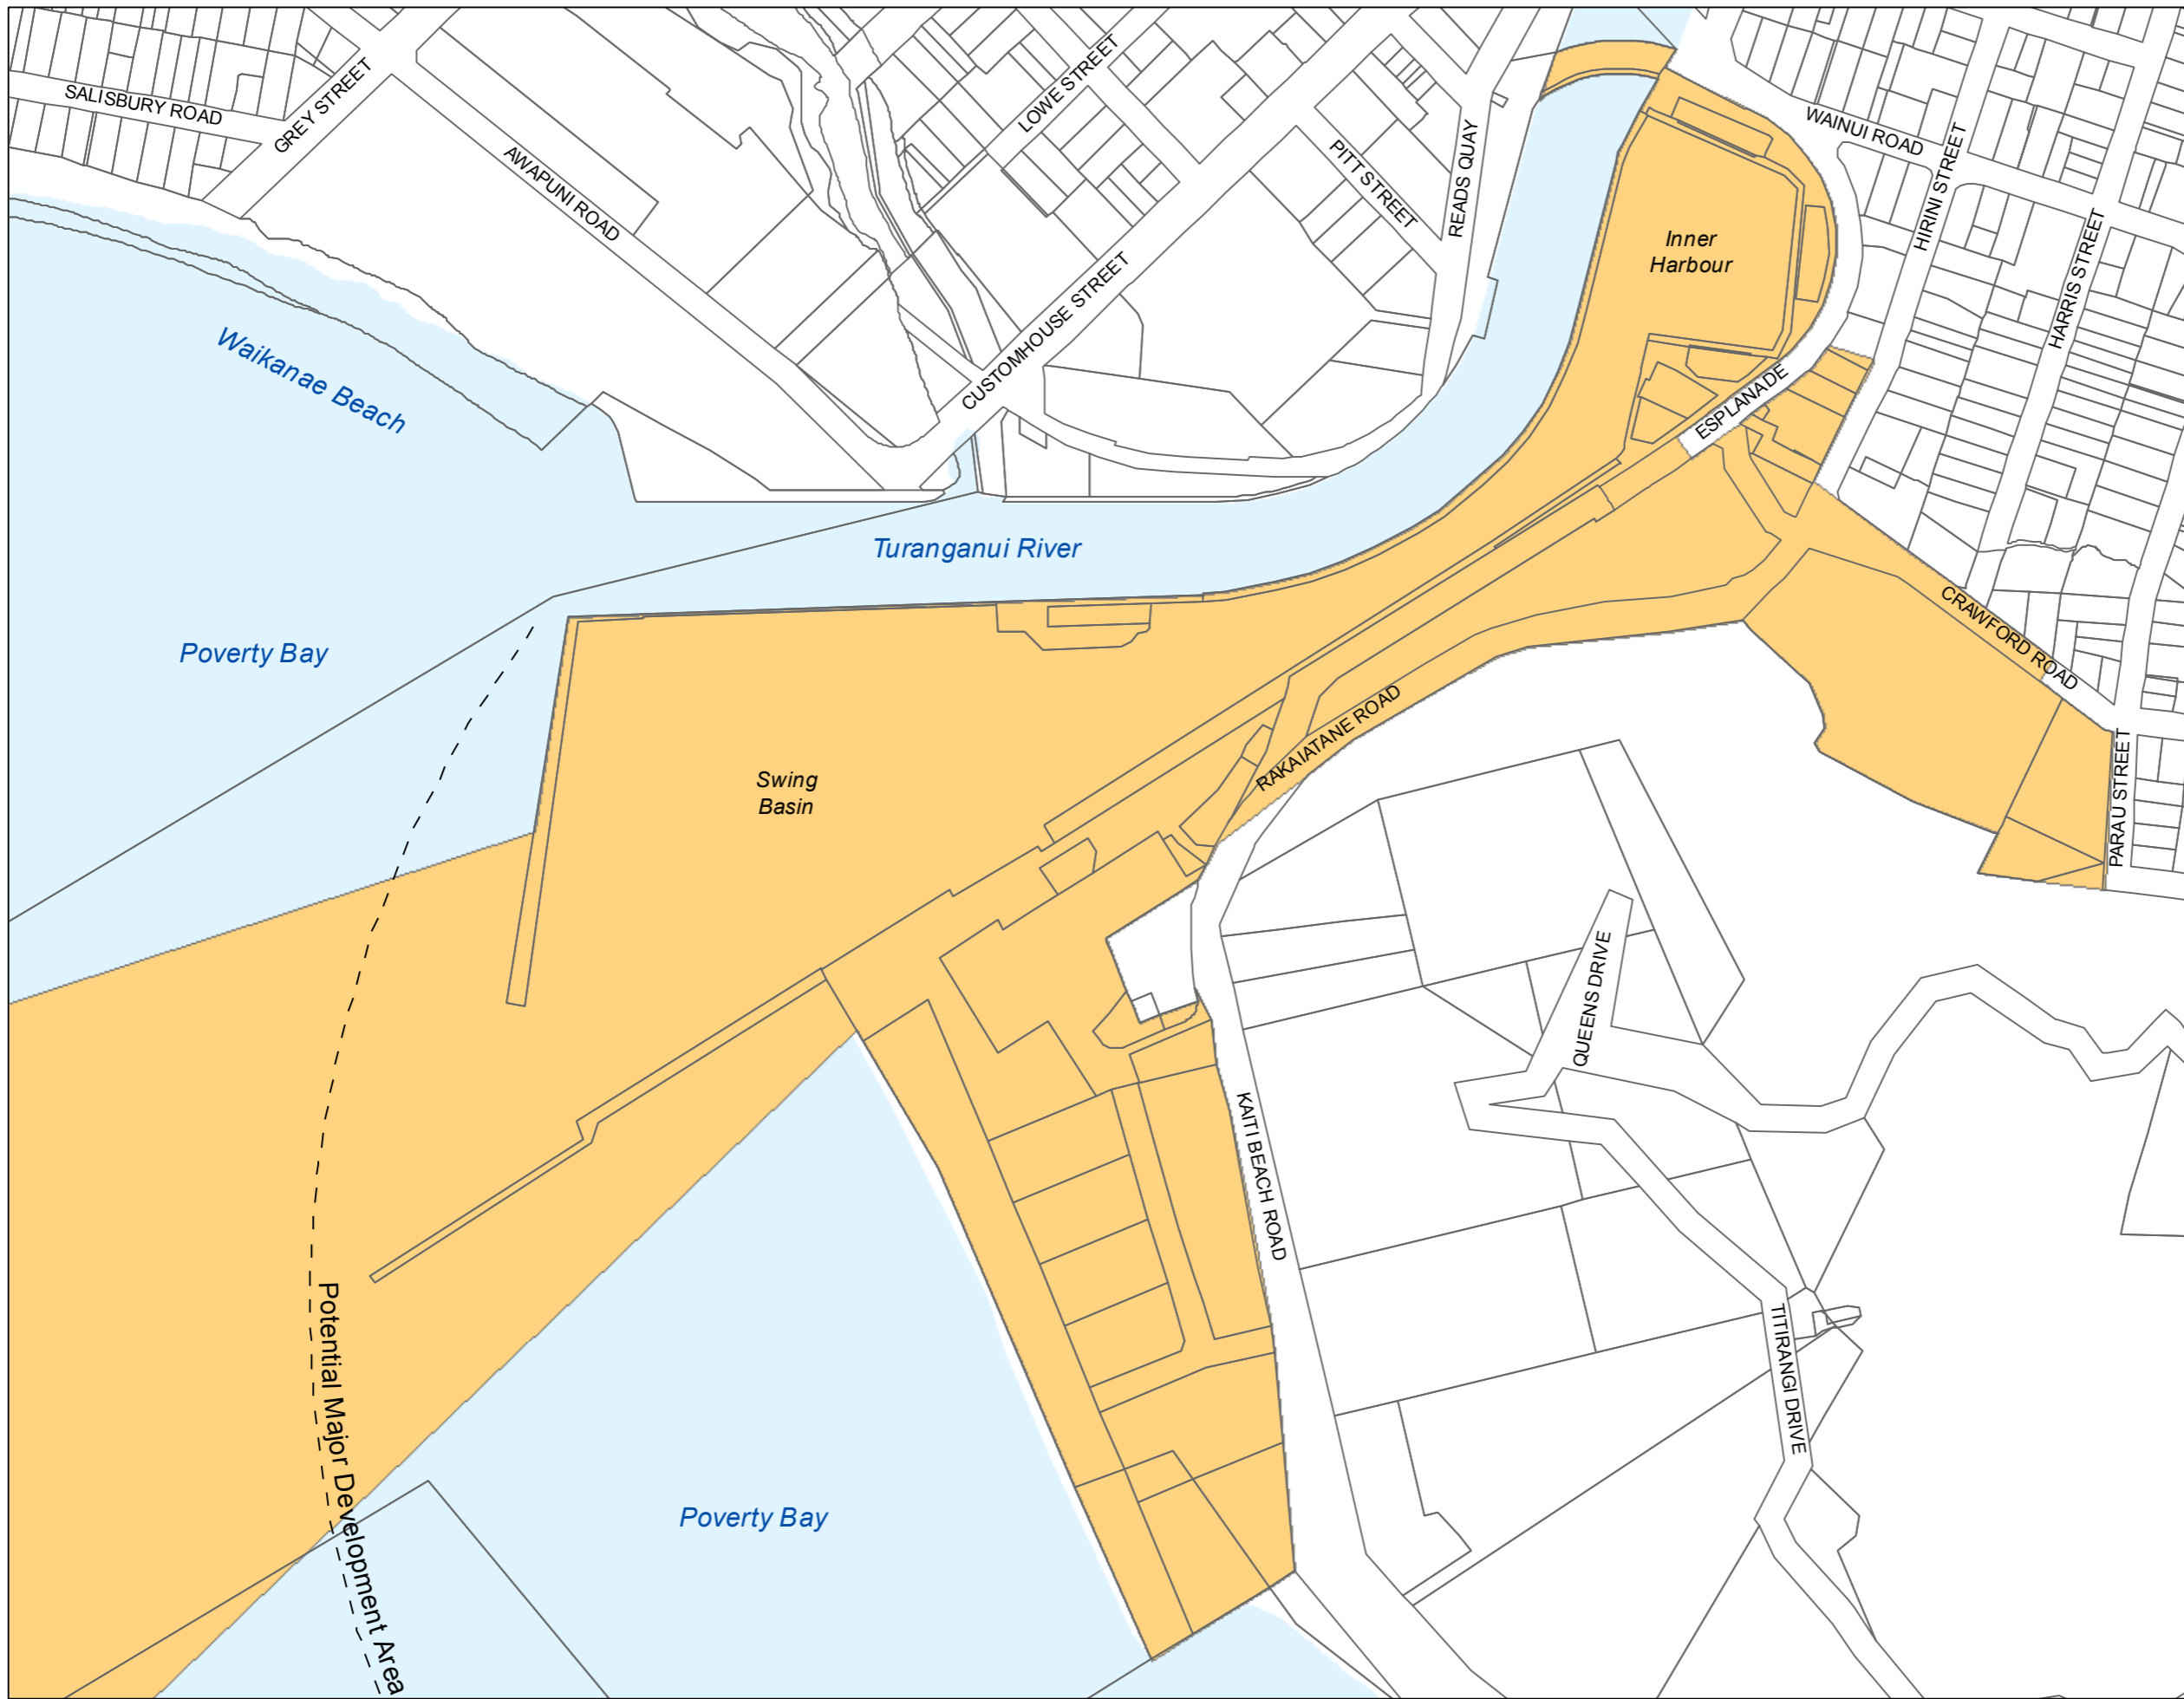 SALISBURY ROAD
GREY STREET
AWAPUNI ROAD
LOWE STREET
CUSTOMHOUSE STREET
PITT STREET
READS QUAY
WAINUI ROAD
HIRINI STREET
HARRIS STREET
Inner
Harbour
ESPLANADE
Waikanae Beach
Turanganui River
Poverty Bay
CRAWFORD ROAD
RAKAIATANE ROAD
PARAU STREET
Swing
Basin
QUEENS DRIVE
KAITI BEACH ROAD
TITIRANGI DRIVE
Potential Major Development Area
Poverty Bay